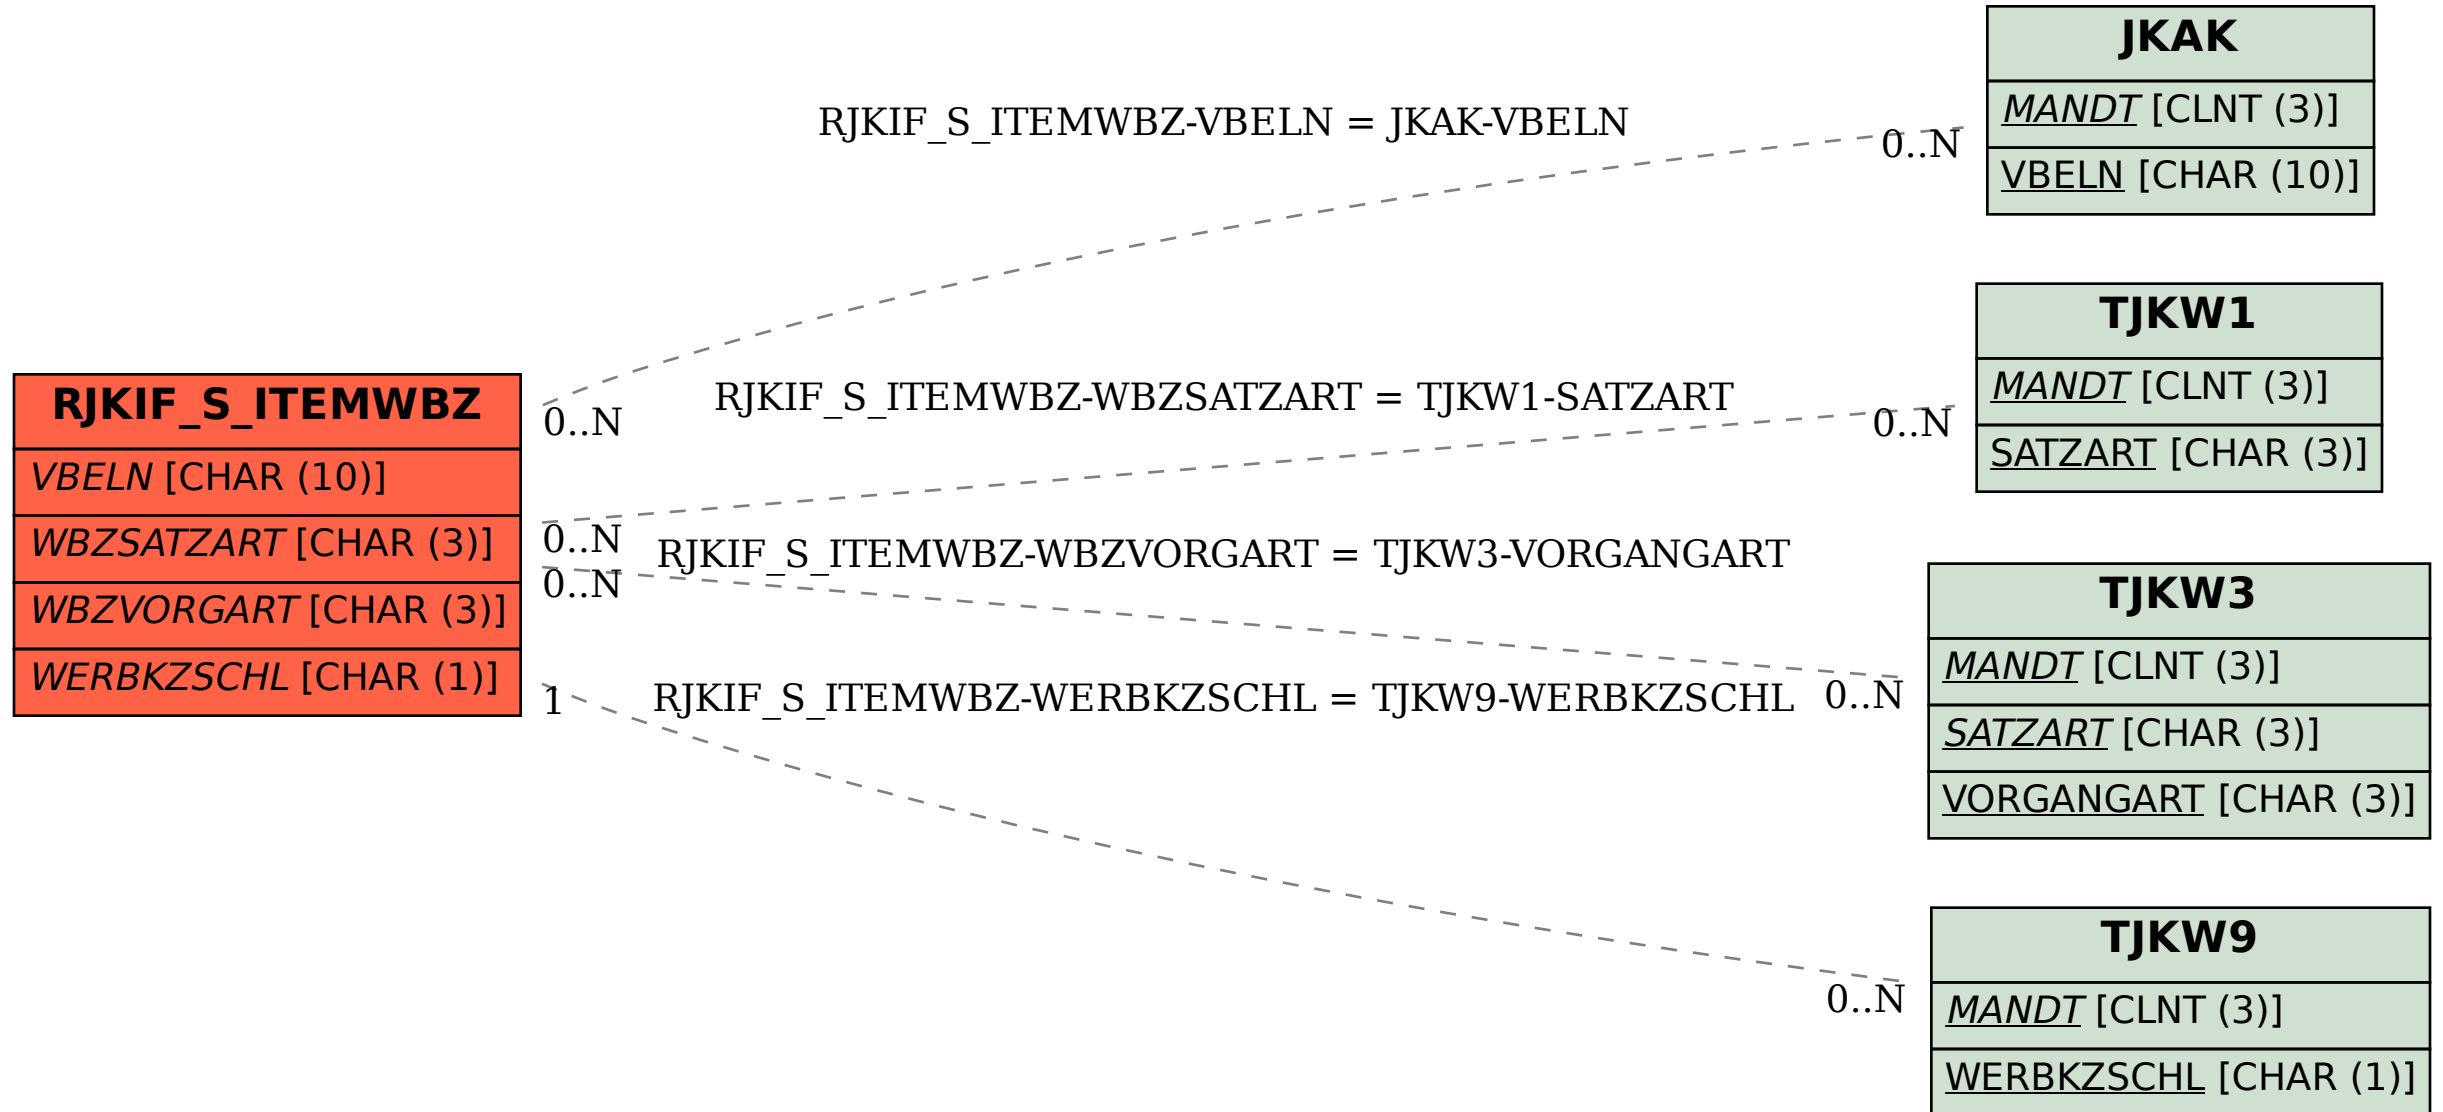 JKAK
MANDT [CLNT (3)]
VBELN [CHAR (10)]
RJKIF_S_ITEMWBZ-VBELN = JKAK-VBELN
0..N
0..N
TJKW1
MANDT [CLNT (3)]
SATZART [CHAR (3)]
RJKIF_S_ITEMWBZ-WBZSATZART = TJKW1-SATZART
0..N
0..N
RJKIF_S_ITEMWBZ
VBELN [CHAR (10)]
WBZSATZART [CHAR (3)]
WBZVORGART [CHAR (3)]
WERBKZSCHL [CHAR (1)]
RJKIF_S_ITEMWBZ-WBZVORGART = TJKW3-VORGANGART
0..N
0..N
TJKW3
MANDT [CLNT (3)]
SATZART [CHAR (3)]
VORGANGART [CHAR (3)]
RJKIF_S_ITEMWBZ-WERBKZSCHL = TJKW9-WERBKZSCHL
1
0..N
TJKW9
MANDT [CLNT (3)]
WERBKZSCHL [CHAR (1)]